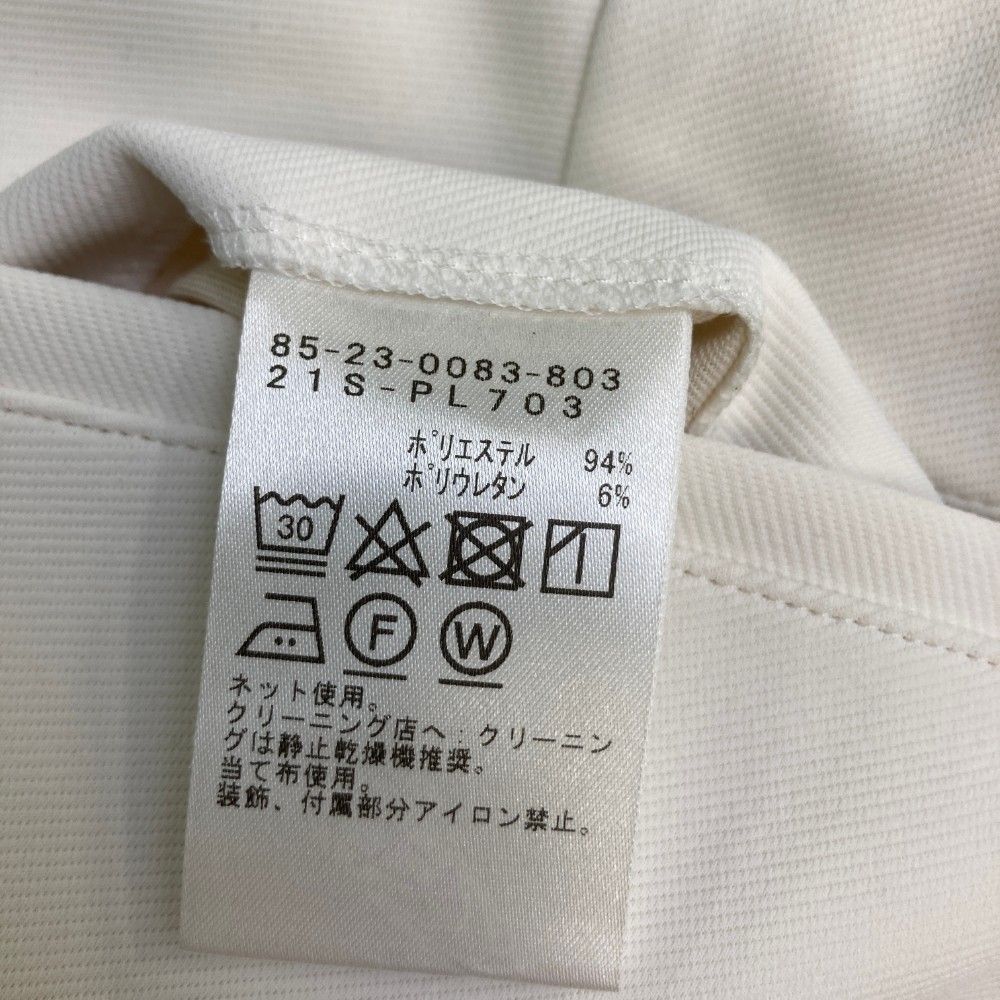 85-23-0083-803
21S-PL703
ポリエステル 94%
ポリウレタン 6%
30
F W
ネット使用。
クリーニング店へ:クリーニン
グは静止乾燥機推奨。
当て布使用。
装飾、付属部分アイロン禁止。